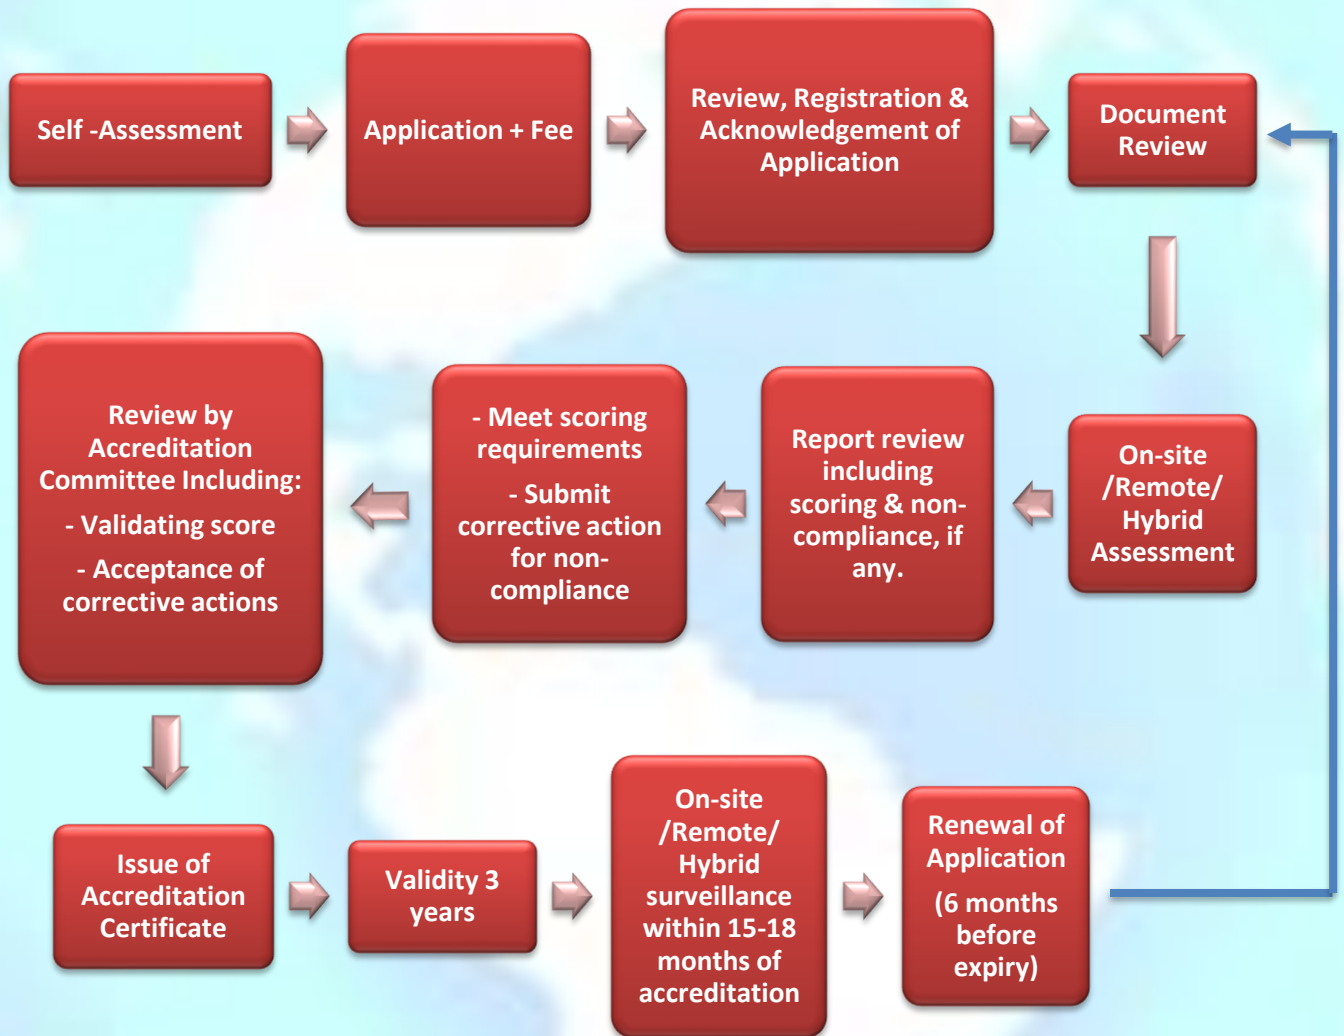 Self -Assessment
Application + Fee
Review, Registration &
Acknowledgement of
Application
Document
Review
On-site
/Remote/
Hybrid
Assessment
Report review
including
scoring & non-
compliance, if
any.
- Meet scoring
requirements
- Submit
corrective action
for non-
compliance
Review by
Accreditation
Committee Including:
- Validating score
- Acceptance of
corrective actions
Issue of
Accreditation
Certificate
Validity 3
years
On-site
/Remote/
Hybrid
surveillance
within 15-18
months of
accreditation
Renewal of
Application
(6 months
before
expiry)